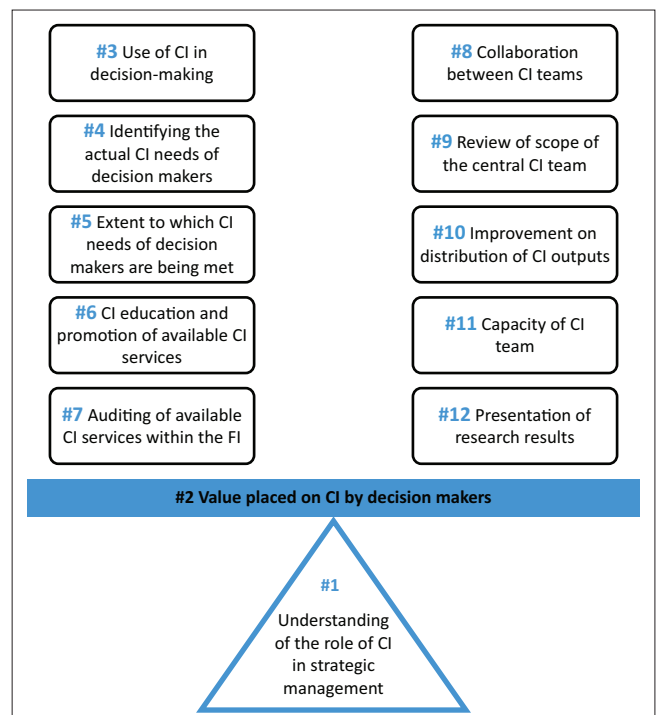 #3 Use of CI in
decision-making
#4 Identifying the
actual CI needs of
decision makers
#5 Extent to which CI
needs of decision
makers are being met
#6 CI education and
promotion of available CI
services
#7 Auditing of available
CI services within the FI
#8 Collaboration
between CI teams
#9 Review of scope of
the central CI team
#10 Improvement on
distribution of CI outputs
#11 Capacity of CI
team
#12 Presentation of
research results
#2 Value placed on CI by decision makers
#1
Understanding
of the role of CI
in strategic
management